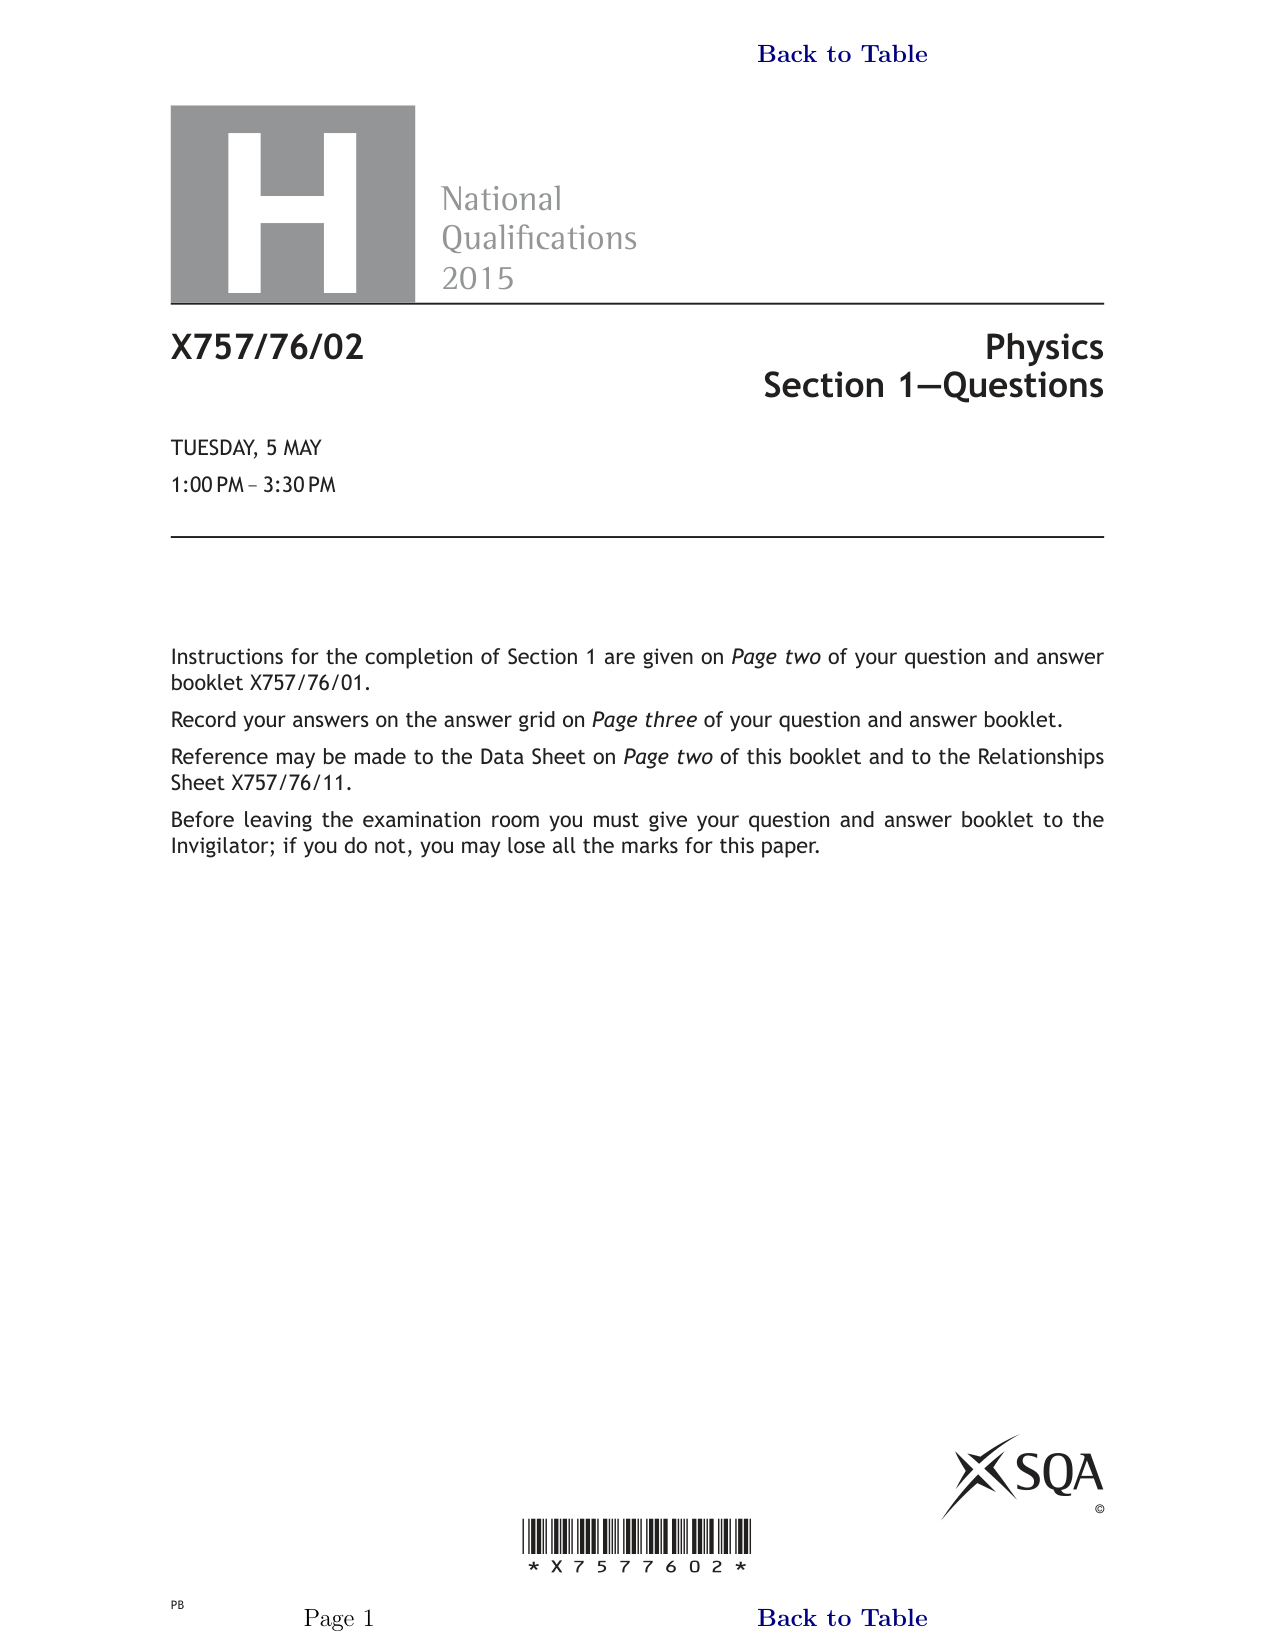 Back to Table
H
National
Qualifications
2015
X757/76/02
Physics
Section 1—Questions
TUESDAY, 5 MAY
1:00 PM – 3:30 PM
Instructions for the completion of Section 1 are given on Page two of your question and answer
booklet X757/76/01.
Record your answers on the answer grid on Page three of your question and answer booklet.
Reference may be made to the Data Sheet on Page two of this booklet and to the Relationships
Sheet X757/76/11.
Before leaving the examination room you must give your question and answer booklet to the
Invigilator; if you do not, you may lose all the marks for this paper.
SQA
©
*X7577602*
PB
Page 1
Back to Table